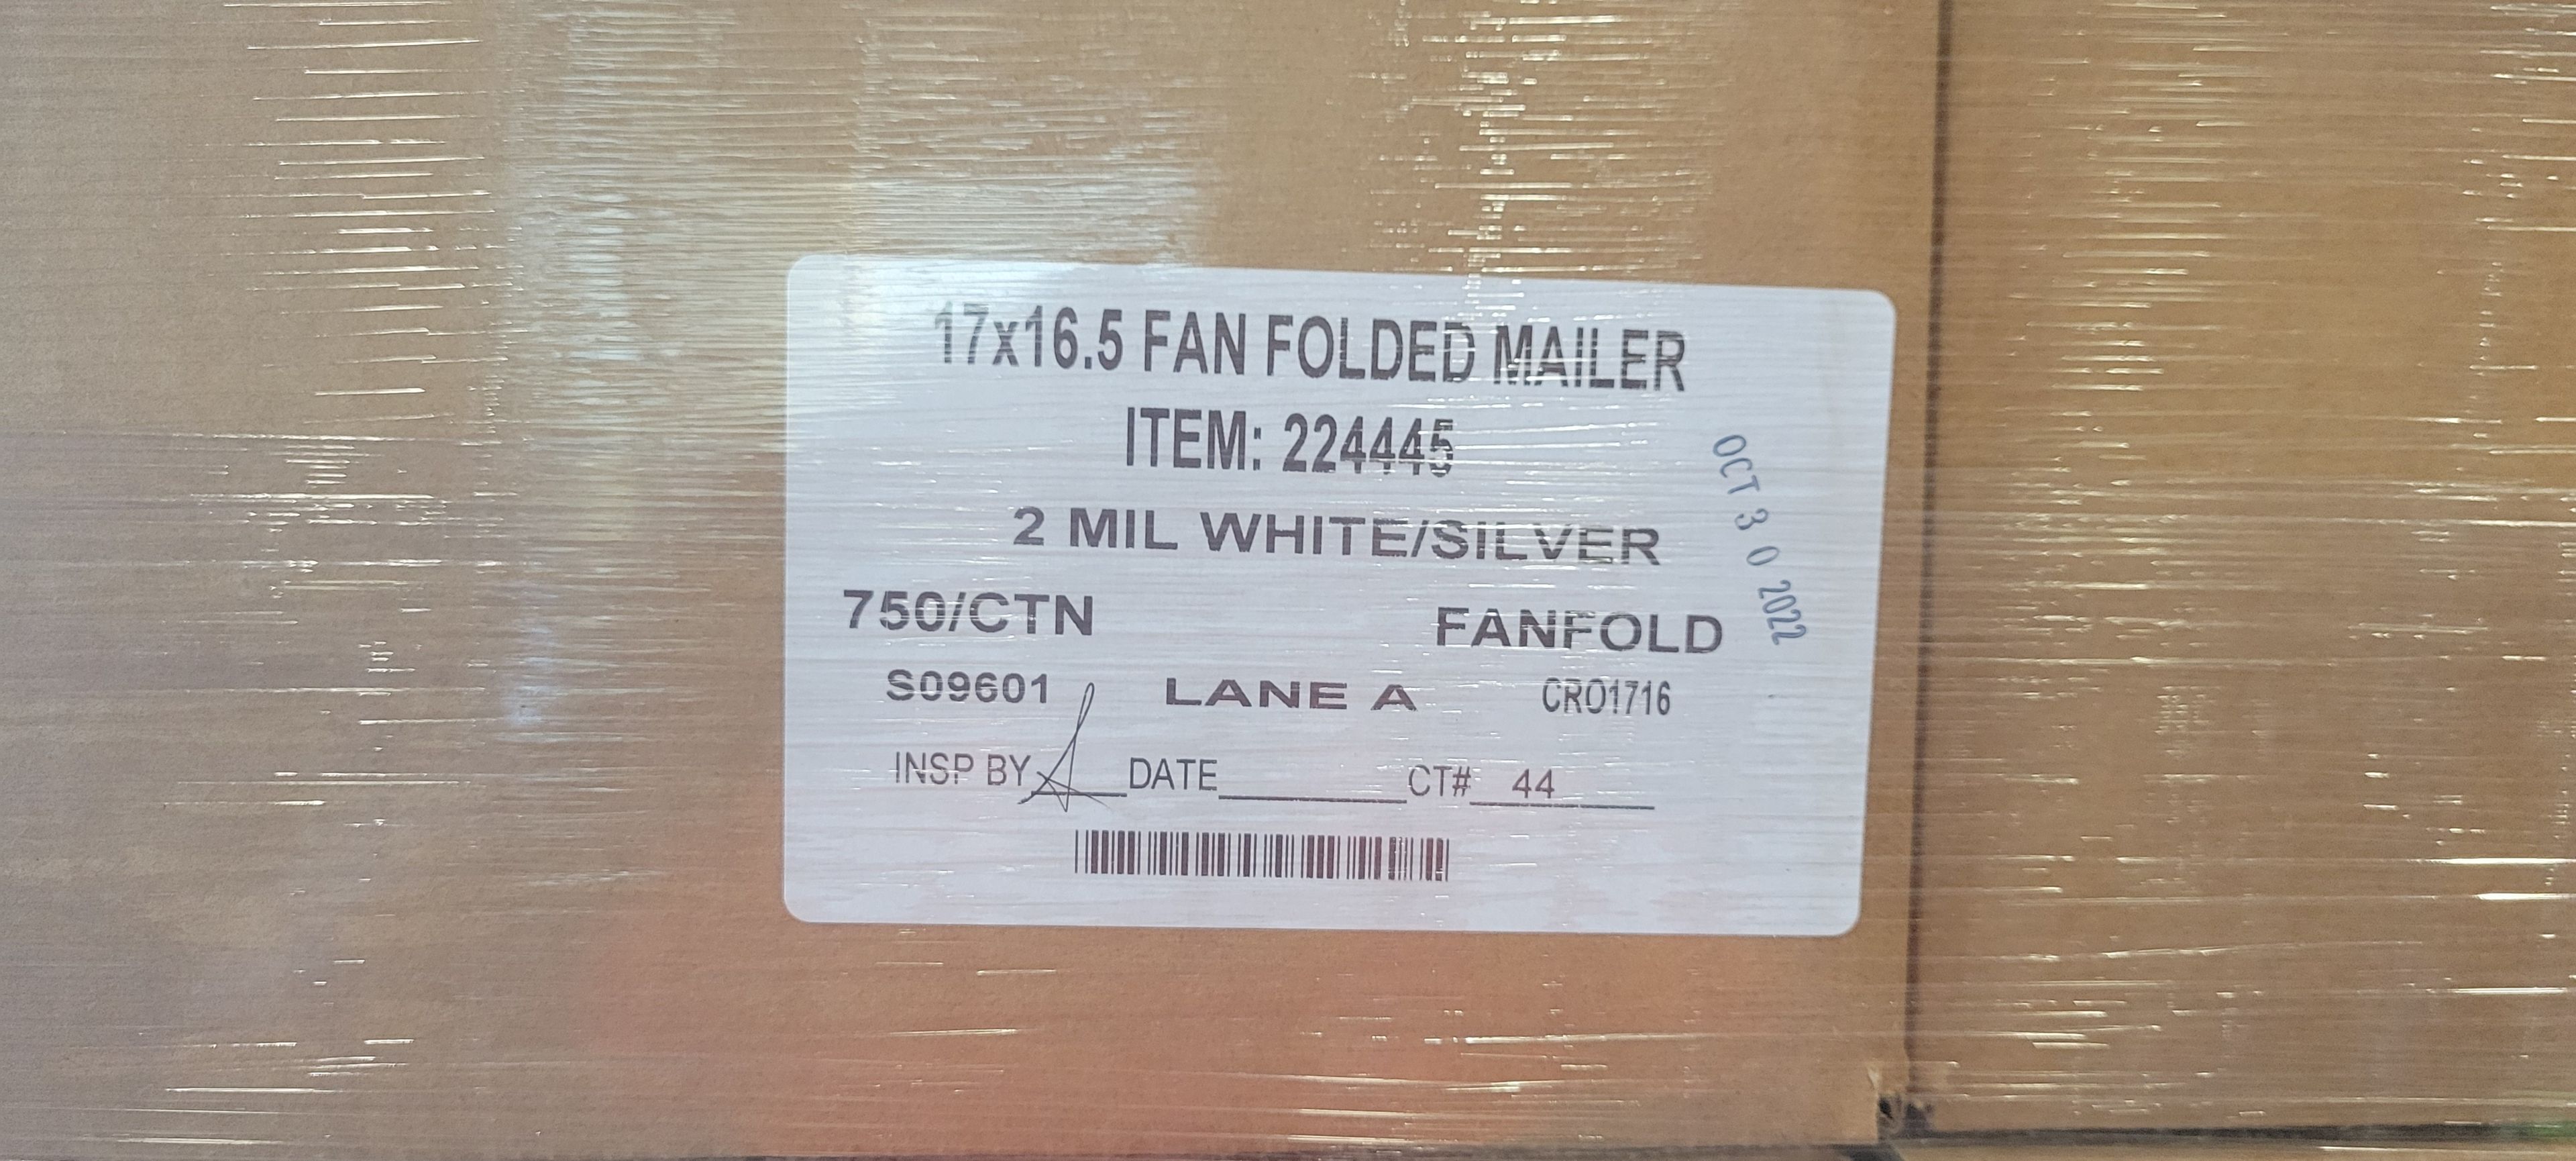 17x16.5 FAN FOLDED MAILER
ITEM: 224445
2 MIL WHITE/SILVER
OCT 3 0 2022
750/CTN FANFOLD
S09601 LANE A CRO1716
INSP BY DATE CT# 44